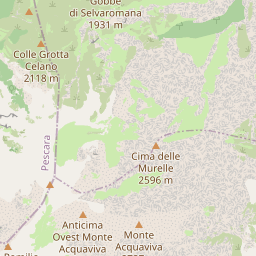 Gobbe
di Selvaromana
1931 m
Colle Grotta
Celano
2118 m
Pescara
Cima delle
Murelle
2596 m
Anticima
Ovest Monte
Acquaviva
Monte
Acquaviva